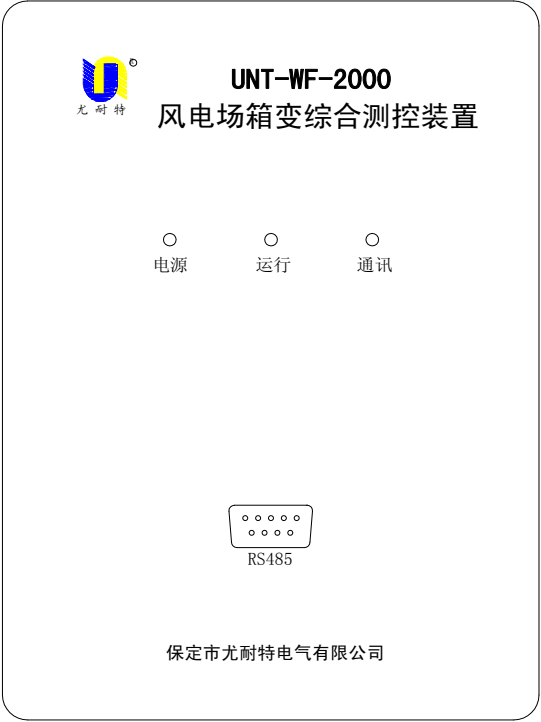 UNT-WF-2000
尤耐特
风电场箱变综合测控装置
电源 运行 通讯
RS485
保定市尤耐特电气有限公司